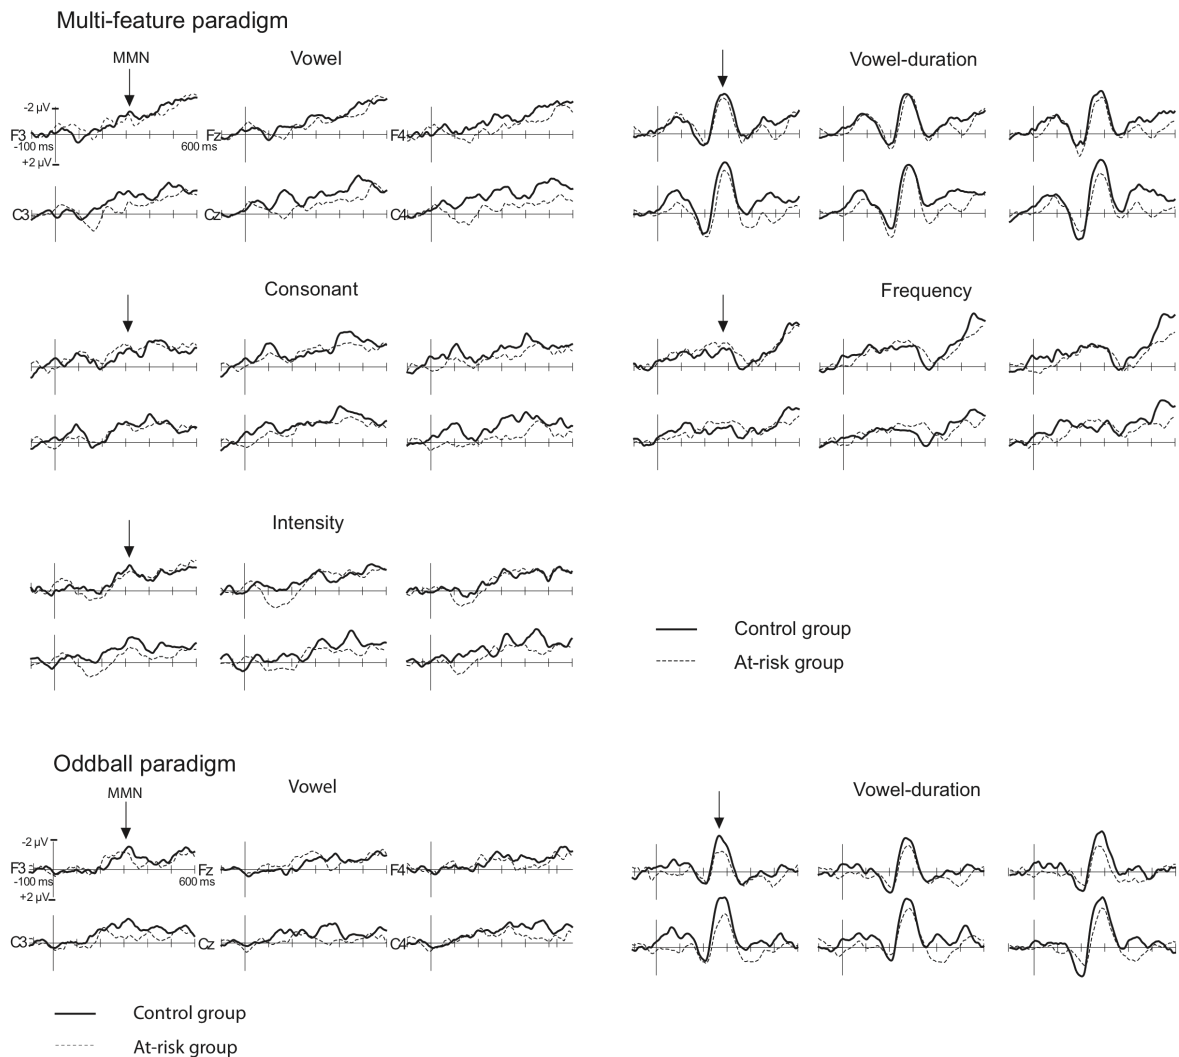 Multi-feature paradigm
MMN
Vowel
Vowel-duration
-2 µV
F3
Fz
F4
-100 ms
600 ms
+2 µV
C3
Cz
C4
Consonant
Frequency
Intensity
Control group
At-risk group
Oddball paradigm
MMN
Vowel
Vowel-duration
-2 µV
F3
Fz
F4
-100 ms
600 ms
+2 µV
C3
Cz
C4
Control group
At-risk group